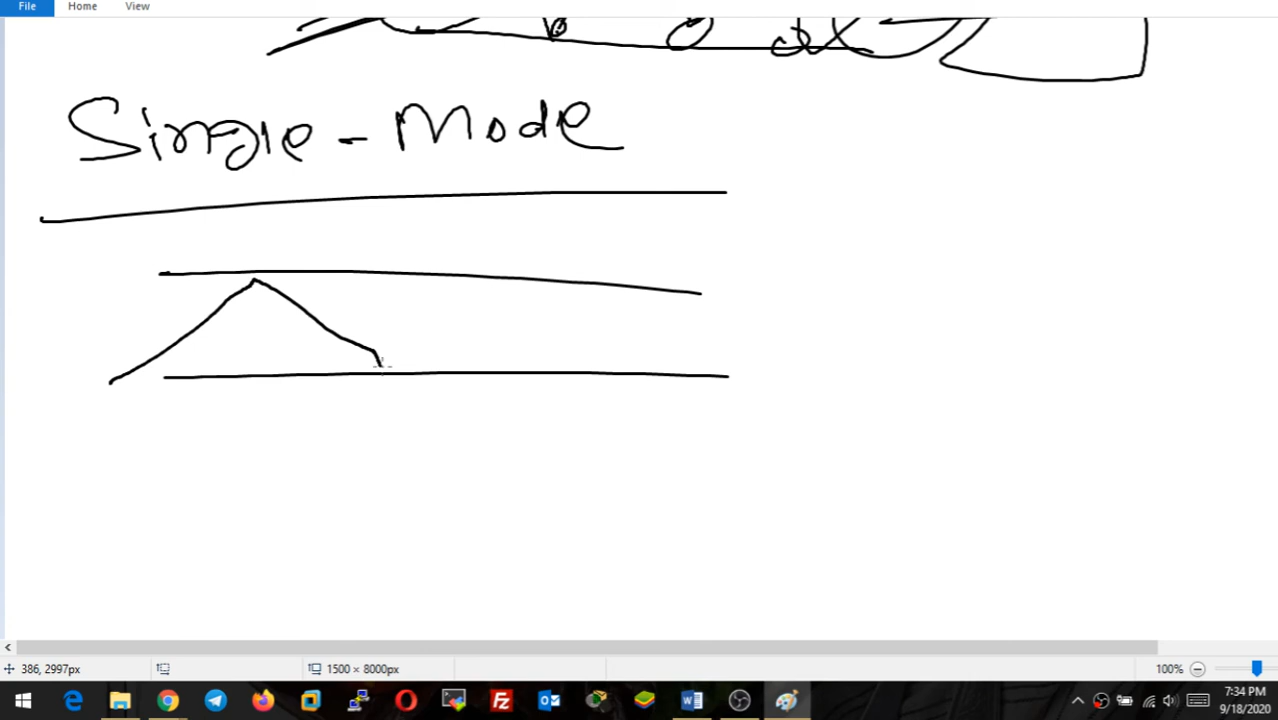 File Home View
Single - Mode
386, 2997px 1500 × 8000px 100%
7:34 PM
9/18/2020